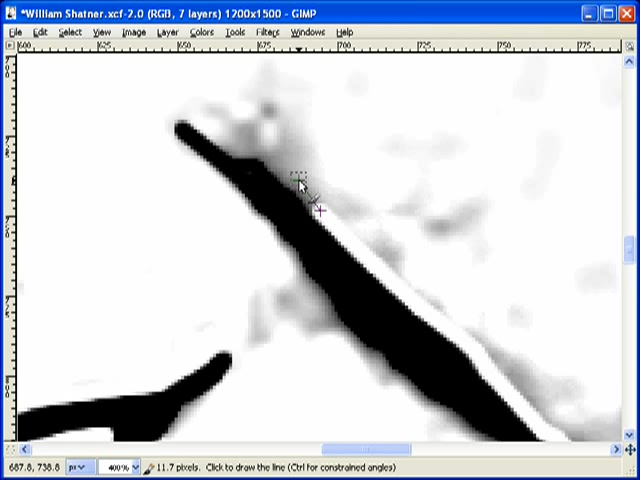 *William Shatner.xcf-2.0 (RGB, 7 layers) 1200x1500 – GIMP
File Edit Select View Image Layer Colors Tools Filters Windows Help
600 625 650 675 700 725 750 775
687.8, 738.8 px 400% 11.7 pixels. Click to draw the line (Ctrl for constrained angles)